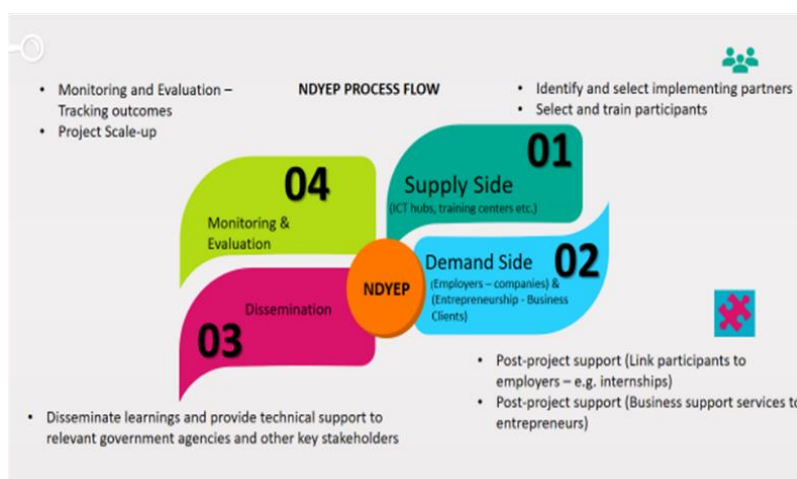 NDYEP PROCESS FLOW
• Monitoring and Evaluation –
Tracking outcomes
• Project Scale-up
• Identify and select implementing partners
• Select and train participants
01
Supply Side
(ICT hubs, training centers etc.)
04
Monitoring &
Evaluation
NDYEP
Demand Side
02
(Employers – companies) &
(Entrepreneurship - Business
Clients)
Dissemination
03
• Post-project support (Link participants to
employers – e.g. internships)
• Post-project support (Business support services to
entrepreneurs)
• Disseminate learnings and provide technical support to
relevant government agencies and other key stakeholders